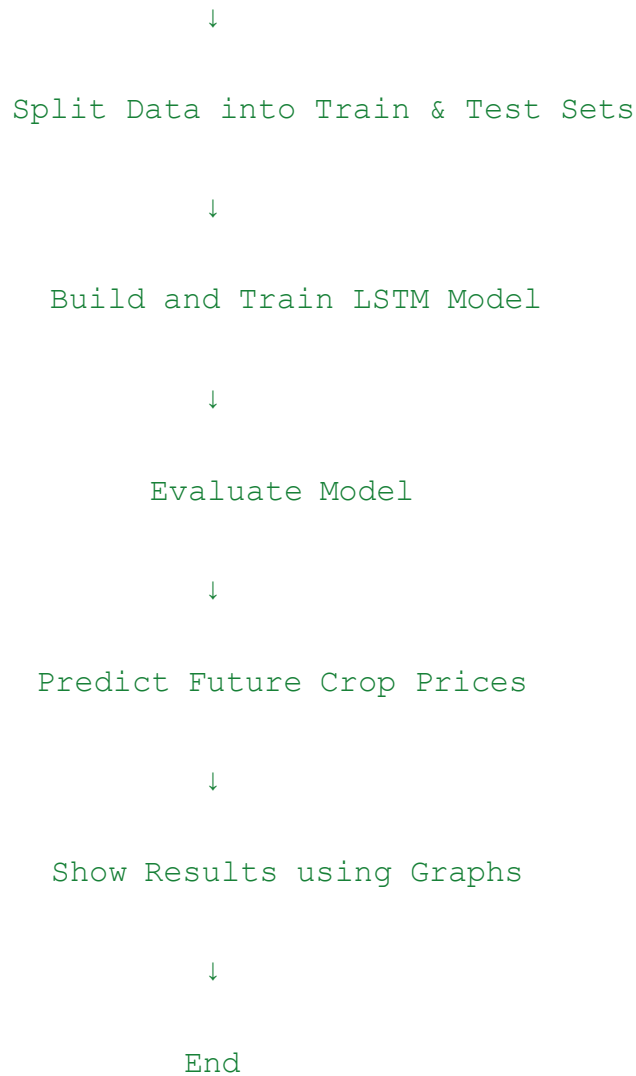 ↓
Split Data into Train & Test Sets
↓
Build and Train LSTM Model
↓
Evaluate Model
↓
Predict Future Crop Prices
↓
Show Results using Graphs
↓
End